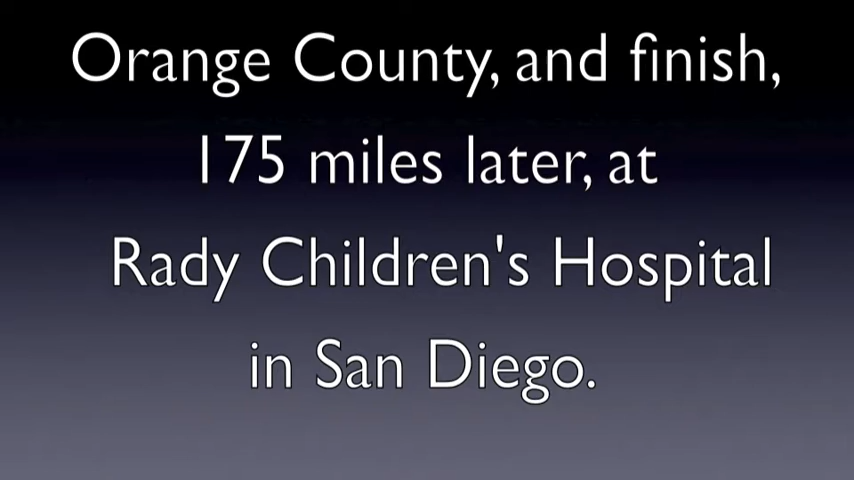 Orange County, and finish,
175 miles later, at
Rady Children's Hospital
in San Diego.